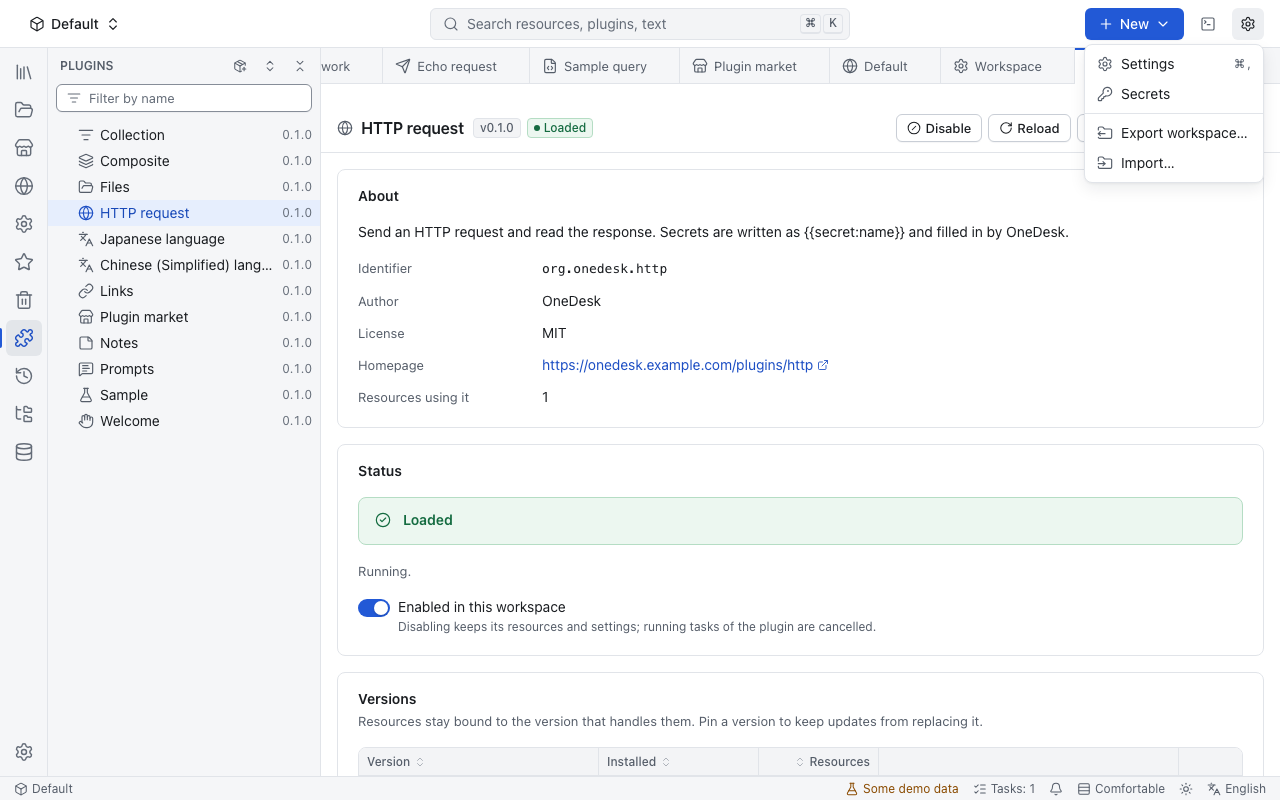 Default
Search resources, plugins, text
⌘ K
New
PLUGINS
Filter by name
Collection 0.1.0
Composite 0.1.0
Files 0.1.0
HTTP request 0.1.0
Japanese language 0.1.0
Chinese (Simplified) lang... 0.1.0
Links 0.1.0
Plugin market 0.1.0
Notes 0.1.0
Prompts 0.1.0
Sample 0.1.0
Welcome 0.1.0
work
Echo request
Sample query
Plugin market
Default
Workspace
Settings ⌘ ,
Secrets
Export workspace...
Import...
HTTP request
v0.1.0
Loaded
Disable
Reload
About
Send an HTTP request and read the response. Secrets are written as {{secret:name}} and filled in by OneDesk.
Identifier org.onedesk.http
Author OneDesk
License MIT
Homepage https://onedesk.example.com/plugins/http
Resources using it 1
Status
Loaded
Running.
Enabled in this workspace
Disabling keeps its resources and settings; running tasks of the plugin are cancelled.
Versions
Resources stay bound to the version that handles them. Pin a version to keep updates from replacing it.
Version Installed Resources
Default
Some demo data
Tasks: 1
Comfortable
English